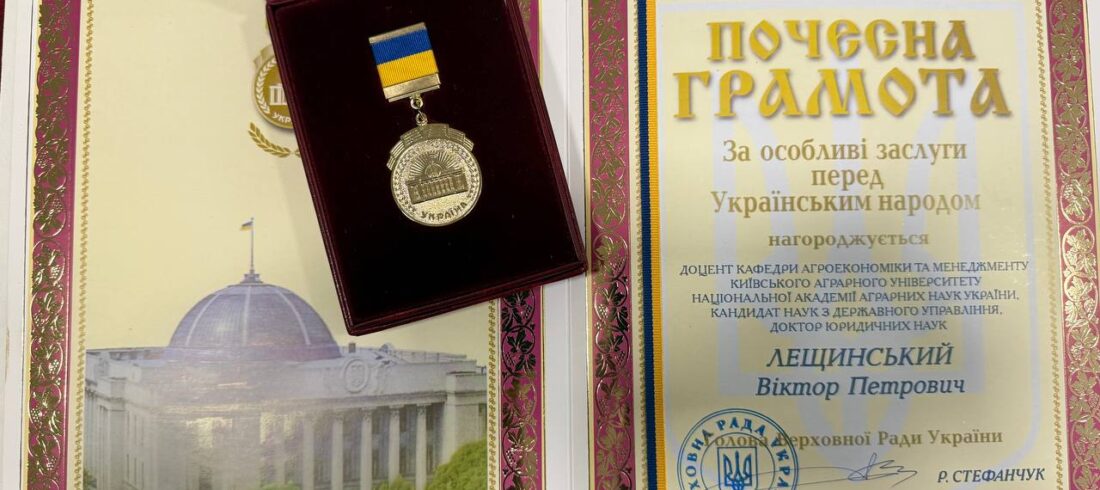 УКРАЇНА
ПОЧЕСНА
ГРАМОТА
За особливі заслуги
перед
Українським народом
нагороджується
ДОЦЕНТ КАФЕДРИ АГРОЕКОНОМІКИ ТА МЕНЕДЖМЕНТУ
КИЇВСЬКОГО АГРАРНОГО УНІВЕРСИТЕТУ
НАЦІОНАЛЬНОЇ АКАДЕМІЇ АГРАРНИХ НАУК УКРАЇНИ,
КАНДИДАТ НАУК З ДЕРЖАВНОГО УПРАВЛІННЯ,
ДОКТОР ЮРИДИЧНИХ НАУК
ЛЕЩИНСЬКИЙ
Віктор Петрович
Голова Верховної Ради України
Р. СТЕФАНЧУК